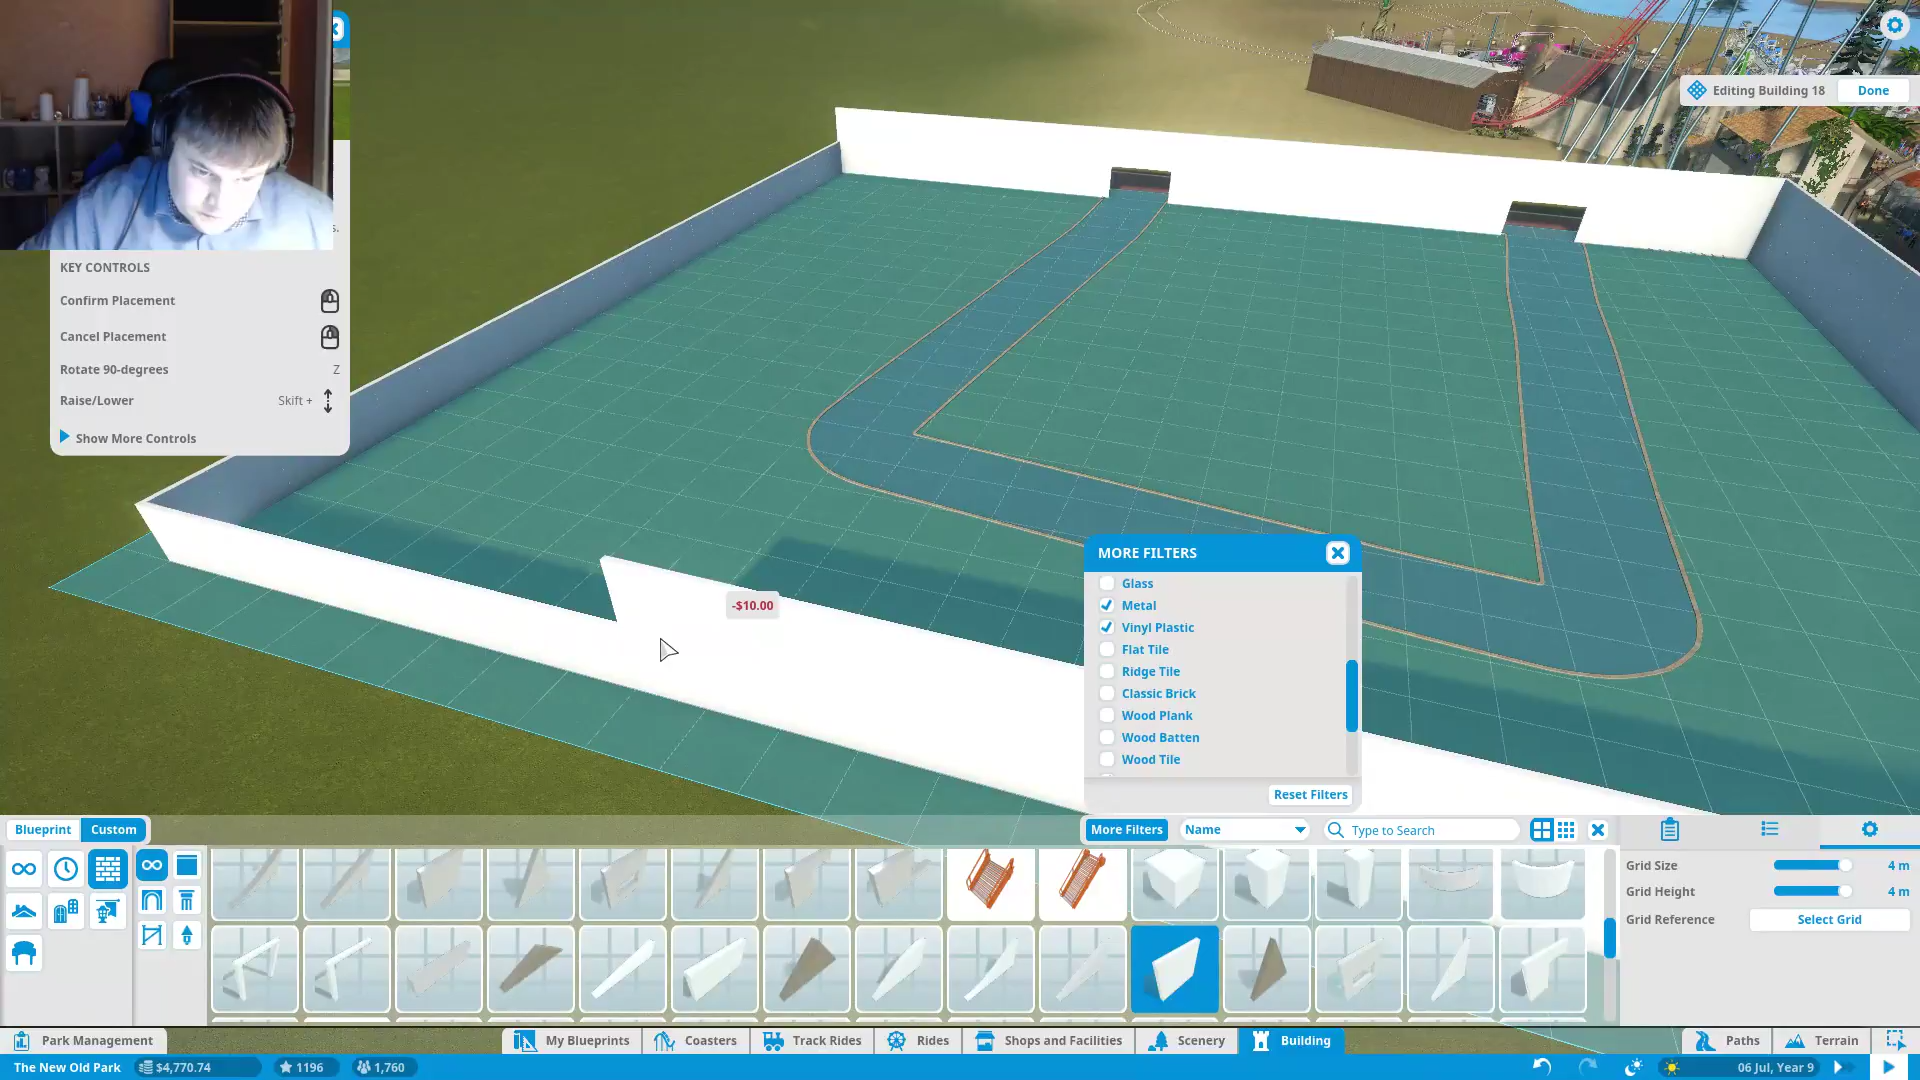 Editing Building 18
Done
s.
KEY CONTROLS
Confirm Placement
Cancel Placement
Rotate 90-degrees Z
Raise/Lower Skift +
Show More Controls
-$10.00
MORE FILTERS
Glass
Metal
Vinyl Plastic
Flat Tile
Ridge Tile
Classic Brick
Wood Plank
Wood Batten
Wood Tile
Reset Filters
Blueprint Custom
More Filters Name Type to Search
Grid Size 4 m
Grid Height 4 m
Grid Reference Select Grid
Park Management My Blueprints Coasters Track Rides Rides Shops and Facilities Scenery Building Paths Terrain
The New Old Park $4,770.74 1196 1,760 06 Jul, Year 9